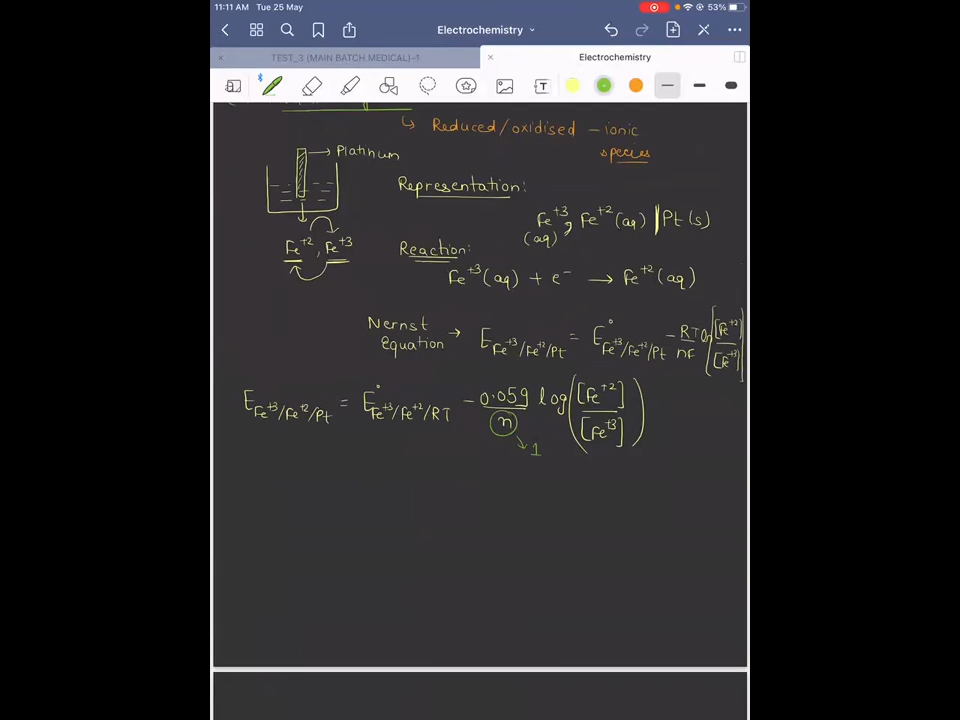 11:11 AM Tue 25 May
53%
Electrochemistry
TEST_3 (MAIN BATCH MEDICAL)-1
Electrochemistry
↳ Reduced/oxidised – ionic
species
→ Platinum
Representation:
Fe+3 (aq), Fe+2 (aq) | Pt(s)
Fe+2, Fe+3
Reaction:
Fe+3 (aq) + e– → Fe+2 (aq)
Nernst Equation → E Fe+3/Fe+2/Pt = E° Fe+3/Fe+2/Pt – RT/nF ln([Fe+2]/[Fe+3])
E Fe+3/Fe+2/Pt = E° Fe+3/Fe+2/RT – 0.059/n log([Fe+2]/[Fe+3])
→ 1